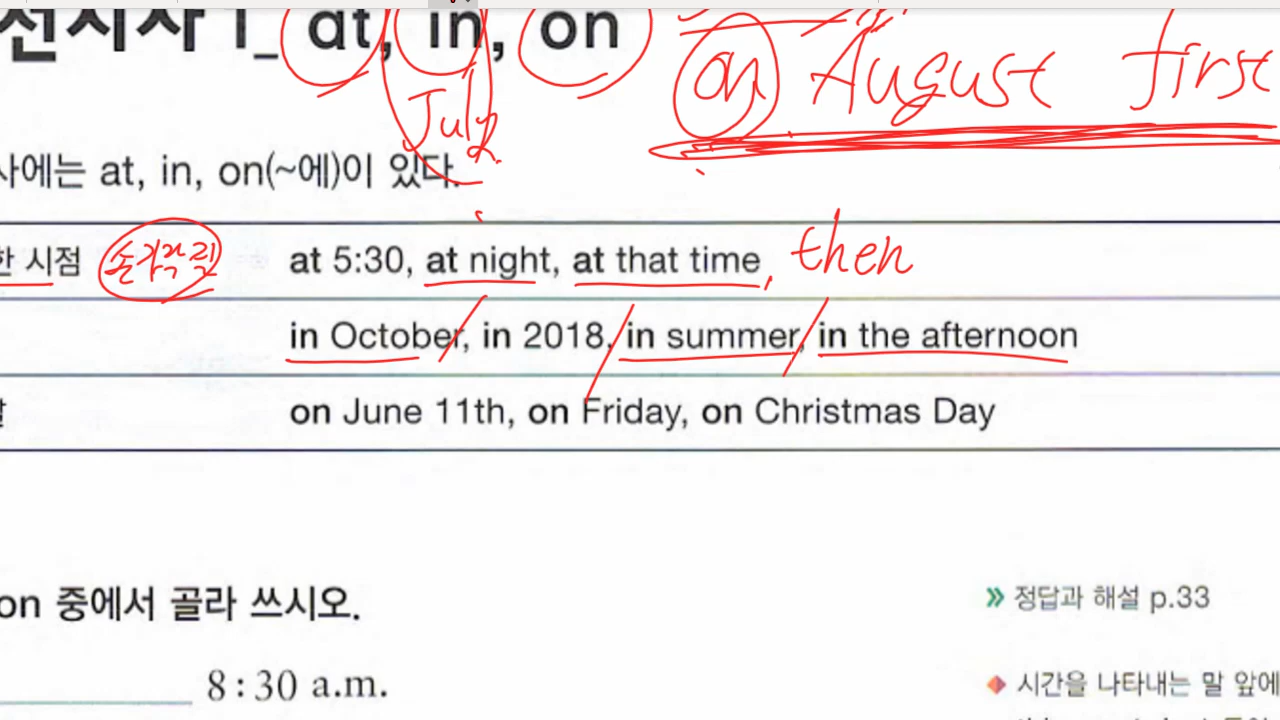 전치사 1_ at, in, on
on August first
July
사에는 at, in, on(~에)이 있다.
한 시점 손가락 at 5:30, at night, at that time, then
in October, in 2018, in summer, in the afternoon
on June 11th, on Friday, on Christmas Day
on 중에서 골라 쓰시오.
정답과 해설 p.33
8:30 a.m.
시간을 나타내는 말 앞에